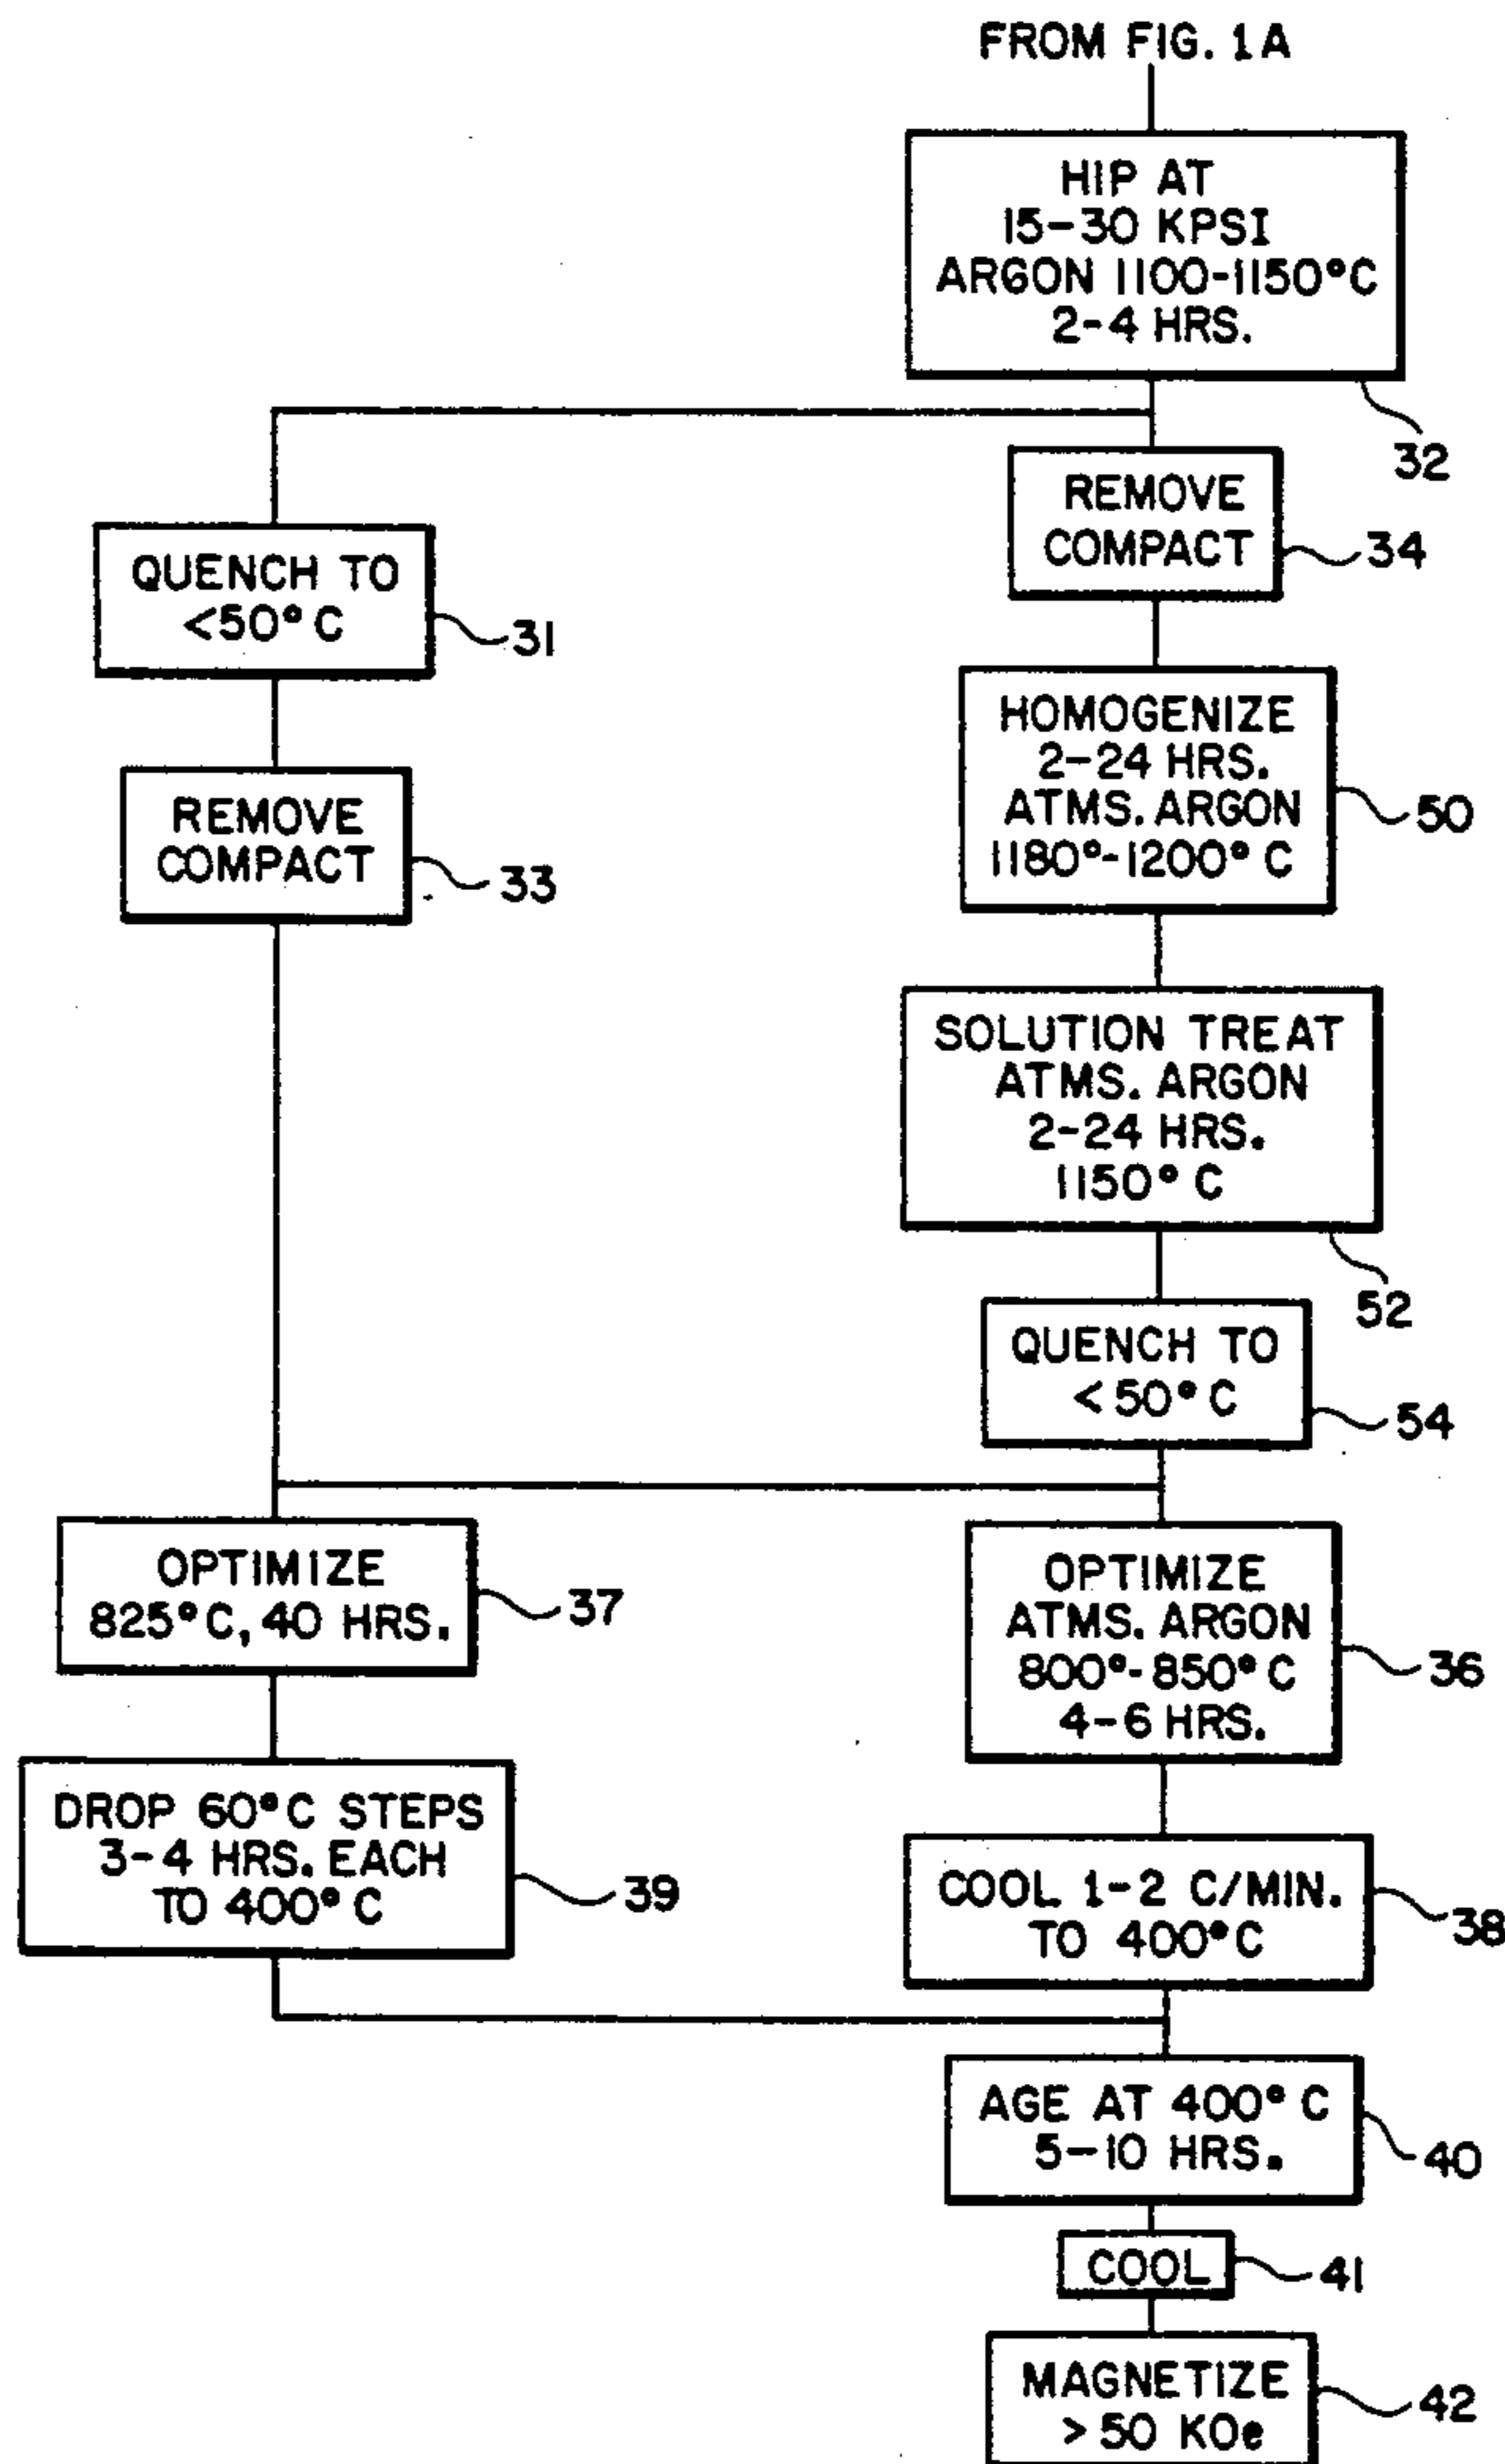 FROM FIG. 1A
HIP AT
15-30 KPSI
ARGON 1100-1150°C
2-4 HRS.
32
REMOVE
COMPACT
34
QUENCH TO
<50°C
31
HOMOGENIZE
2-24 HRS.
ATMS. ARGON
1180°-1200°C
50
REMOVE
COMPACT
33
SOLUTION TREAT
ATMS. ARGON
2-24 HRS.
1150°C
52
QUENCH TO
<50°C
54
OPTIMIZE
825°C, 40 HRS.
37
OPTIMIZE
ATMS. ARGON
800°-850°C
4-6 HRS.
36
DROP 60°C STEPS
3-4 HRS. EACH
TO 400°C
39
COOL 1-2 C/MIN.
TO 400°C
38
AGE AT 400°C
5-10 HRS.
40
COOL
41
MAGNETIZE
>50 KOe
42